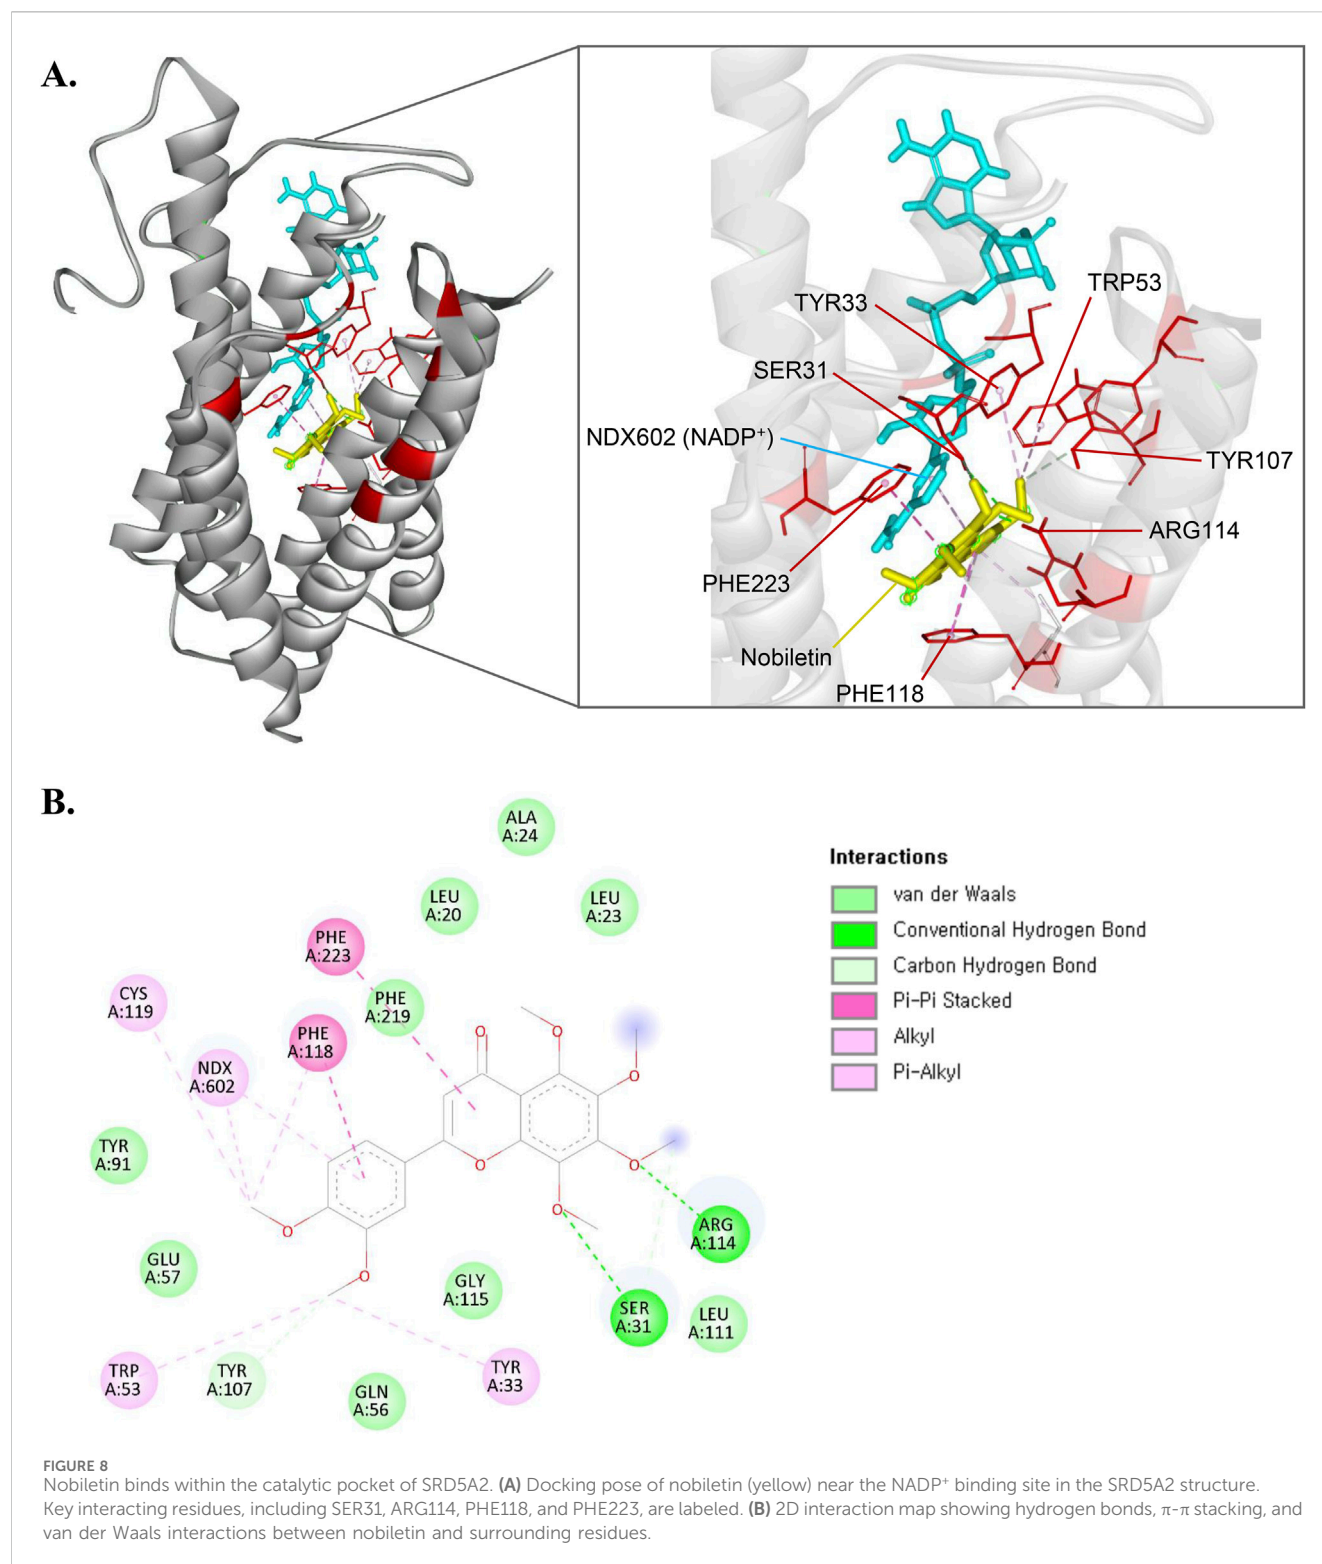 A.
TRP53
TYR33
SER31
NDX602 (NADP⁺)
TYR107
ARG114
PHE223
Nobiletin
PHE118
B.
ALA
A:24
LEU
A:20
LEU
A:23
PHE
A:223
CYS
A:119
PHE
A:219
PHE
A:118
NDX
A:602
TYR
A:91
GLU
A:57
GLY
A:115
ARG
A:114
SER
A:31
LEU
A:111
TRP
A:53
TYR
A:107
GLN
A:56
TYR
A:33
O
O
O
O
O
O
O
O
Interactions
van der Waals
Conventional Hydrogen Bond
Carbon Hydrogen Bond
Pi-Pi Stacked
Alkyl
Pi-Alkyl
FIGURE 8
Nobiletin binds within the catalytic pocket of SRD5A2. (A) Docking pose of nobiletin (yellow) near the NADP⁺ binding site in the SRD5A2 structure.
Key interacting residues, including SER31, ARG114, PHE118, and PHE223, are labeled. (B) 2D interaction map showing hydrogen bonds, π-π stacking, and
van der Waals interactions between nobiletin and surrounding residues.